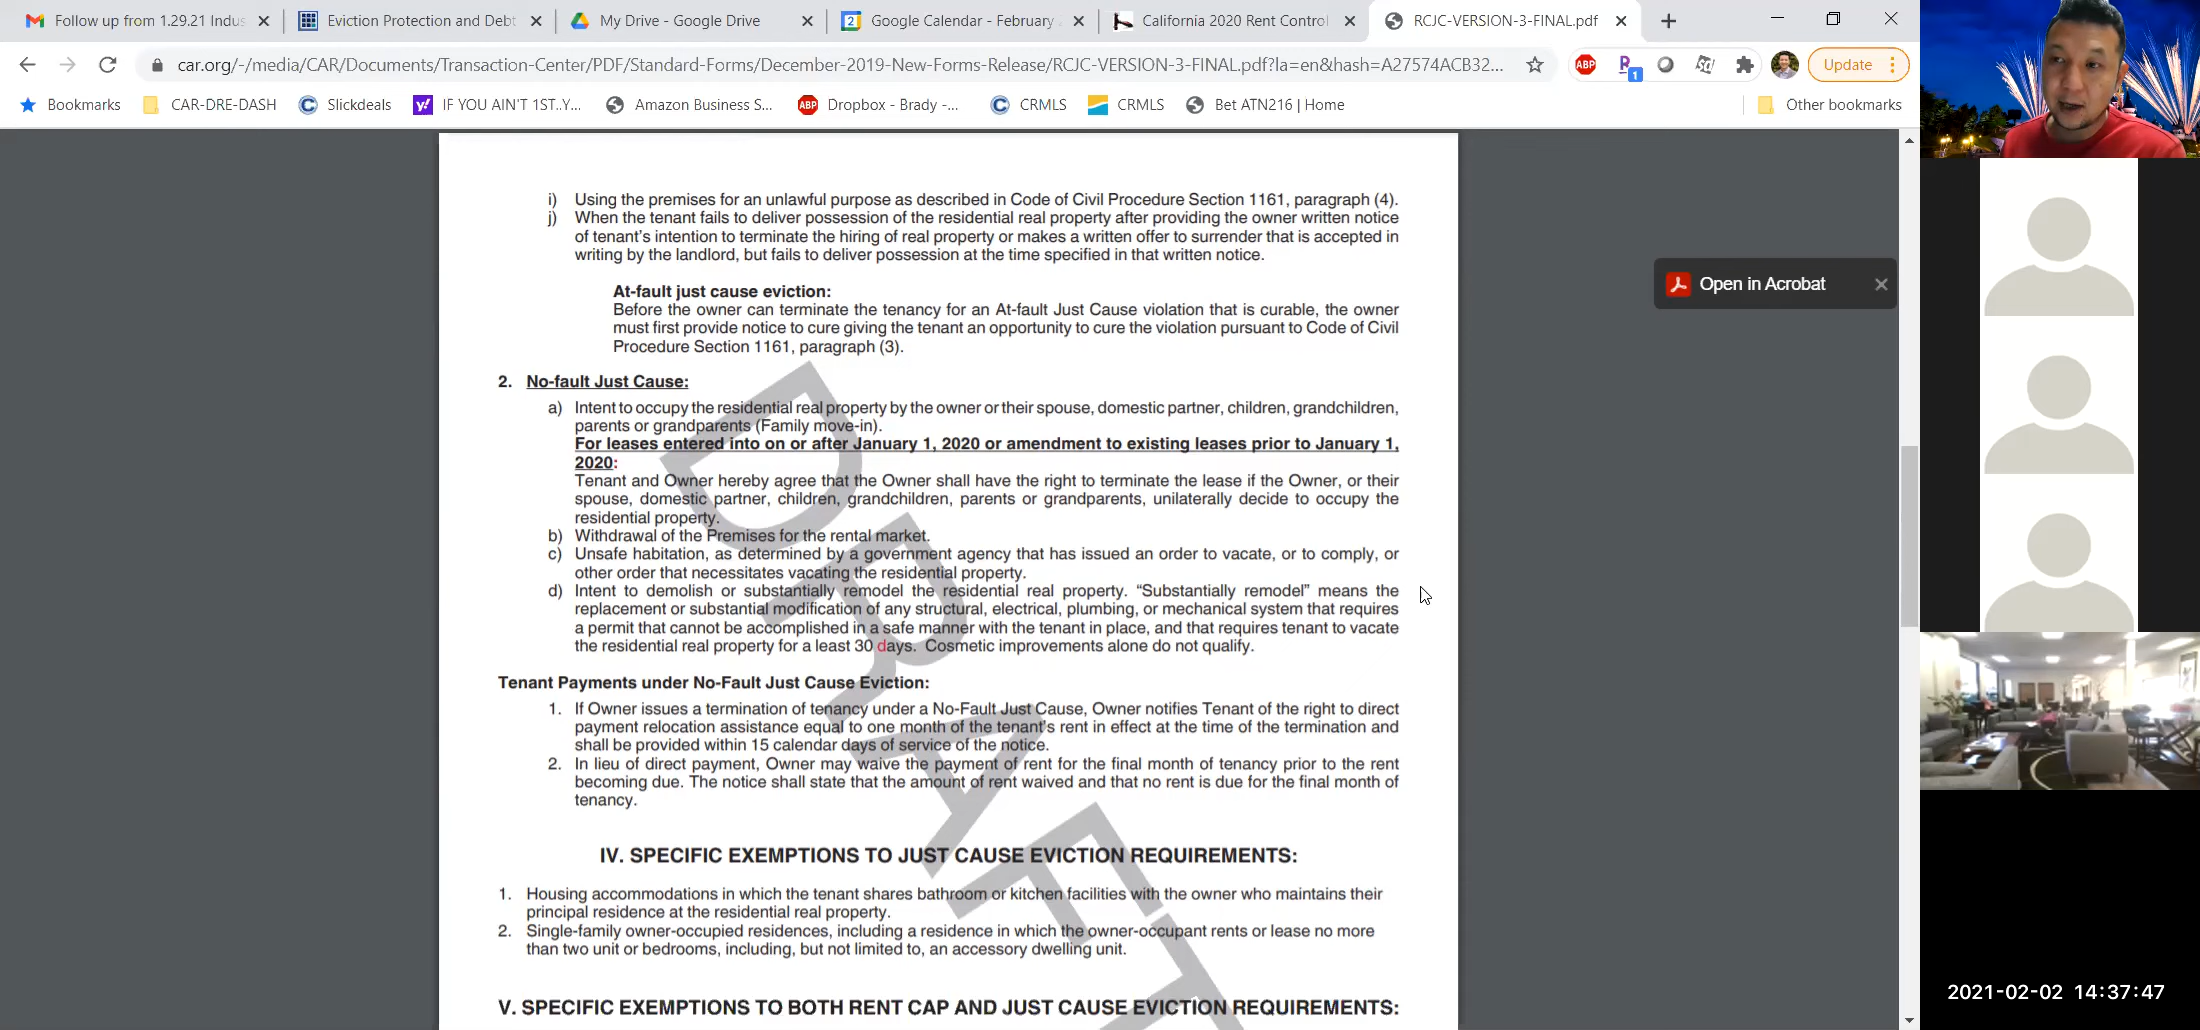 Follow up from 1.29.21 Indus
Eviction Protection and Debt
My Drive - Google Drive
2
Google Calendar - February
California 2020 Rent Control
RCJC-VERSION-3-FINAL.pdf
car.org/-/media/CAR/Documents/Transaction-Center/PDF/Standard-Forms/December-2019-New-Forms-Release/RCJC-VERSION-3-FINAL.pdf?la=en&hash=A27574ACB32...
ABP
1
Update
Bookmarks
CAR-DRE-DASH
Slickdeals
IF YOU AIN'T 1ST..Y...
Amazon Business S...
ABP
Dropbox - Brady -...
CRMLS
CRMLS
Bet ATN216 | Home
Other bookmarks
i) Using the premises for an unlawful purpose as described in Code of Civil Procedure Section 1161, paragraph (4).
j) When the tenant fails to deliver possession of the residential real property after providing the owner written notice
of tenant's intention to terminate the hiring of real property or makes a written offer to surrender that is accepted in
writing by the landlord, but fails to deliver possession at the time specified in that written notice.
At-fault just cause eviction:
Before the owner can terminate the tenancy for an At-fault Just Cause violation that is curable, the owner
must first provide notice to cure giving the tenant an opportunity to cure the violation pursuant to Code of Civil
Procedure Section 1161, paragraph (3).
Open in Acrobat
2. No-fault Just Cause:
a) Intent to occupy the residential real property by the owner or their spouse, domestic partner, children, grandchildren,
parents or grandparents (Family move-in).
For leases entered into on or after January 1, 2020 or amendment to existing leases prior to January 1,
2020:
Tenant and Owner hereby agree that the Owner shall have the right to terminate the lease if the Owner, or their
spouse, domestic partner, children, grandchildren, parents or grandparents, unilaterally decide to occupy the
residential property.
b) Withdrawal of the Premises for the rental market.
c) Unsafe habitation, as determined by a government agency that has issued an order to vacate, or to comply, or
other order that necessitates vacating the residential property.
d) Intent to demolish or substantially remodel the residential real property. “Substantially remodel” means the
replacement or substantial modification of any structural, electrical, plumbing, or mechanical system that requires
a permit that cannot be accomplished in a safe manner with the tenant in place, and that requires tenant to vacate
the residential real property for a least 30 days. Cosmetic improvements alone do not qualify.
Tenant Payments under No-Fault Just Cause Eviction:
1. If Owner issues a termination of tenancy under a No-Fault Just Cause, Owner notifies Tenant of the right to direct
payment relocation assistance equal to one month of the tenant's rent in effect at the time of the termination and
shall be provided within 15 calendar days of service of the notice.
2. In lieu of direct payment, Owner may waive the payment of rent for the final month of tenancy prior to the rent
becoming due. The notice shall state that the amount of rent waived and that no rent is due for the final month of
tenancy.
IV. SPECIFIC EXEMPTIONS TO JUST CAUSE EVICTION REQUIREMENTS:
1. Housing accommodations in which the tenant shares bathroom or kitchen facilities with the owner who maintains their
principal residence at the residential real property.
2. Single-family owner-occupied residences, including a residence in which the owner-occupant rents or lease no more
than two unit or bedrooms, including, but not limited to, an accessory dwelling unit.
V. SPECIFIC EXEMPTIONS TO BOTH RENT CAP AND JUST CAUSE EVICTION REQUIREMENTS:
DRAFT
2021-02-02 14:37:47